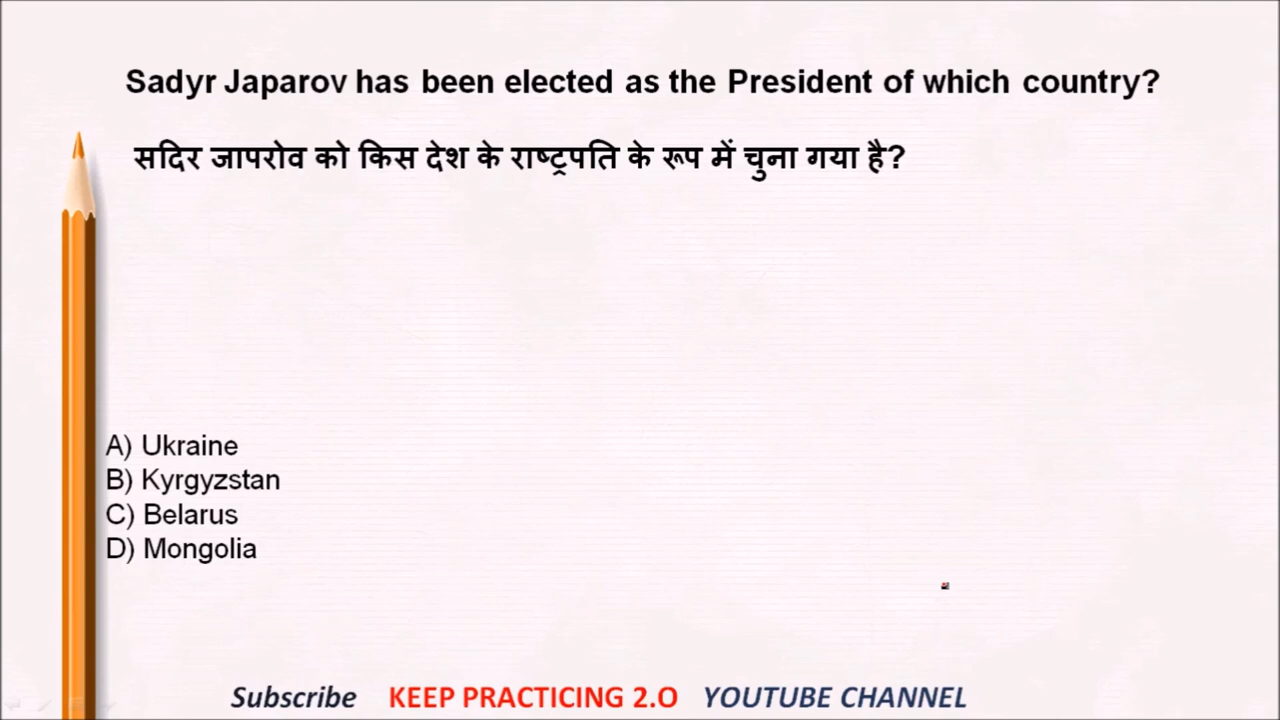 Sadyr Japarov has been elected as the President of which country?
सदिर जापरोव को किस देश के राष्ट्रपति के रूप में चुना गया है?
A) Ukraine
B) Kyrgyzstan
C) Belarus
D) Mongolia
Subscribe KEEP PRACTICING 2.O YOUTUBE CHANNEL